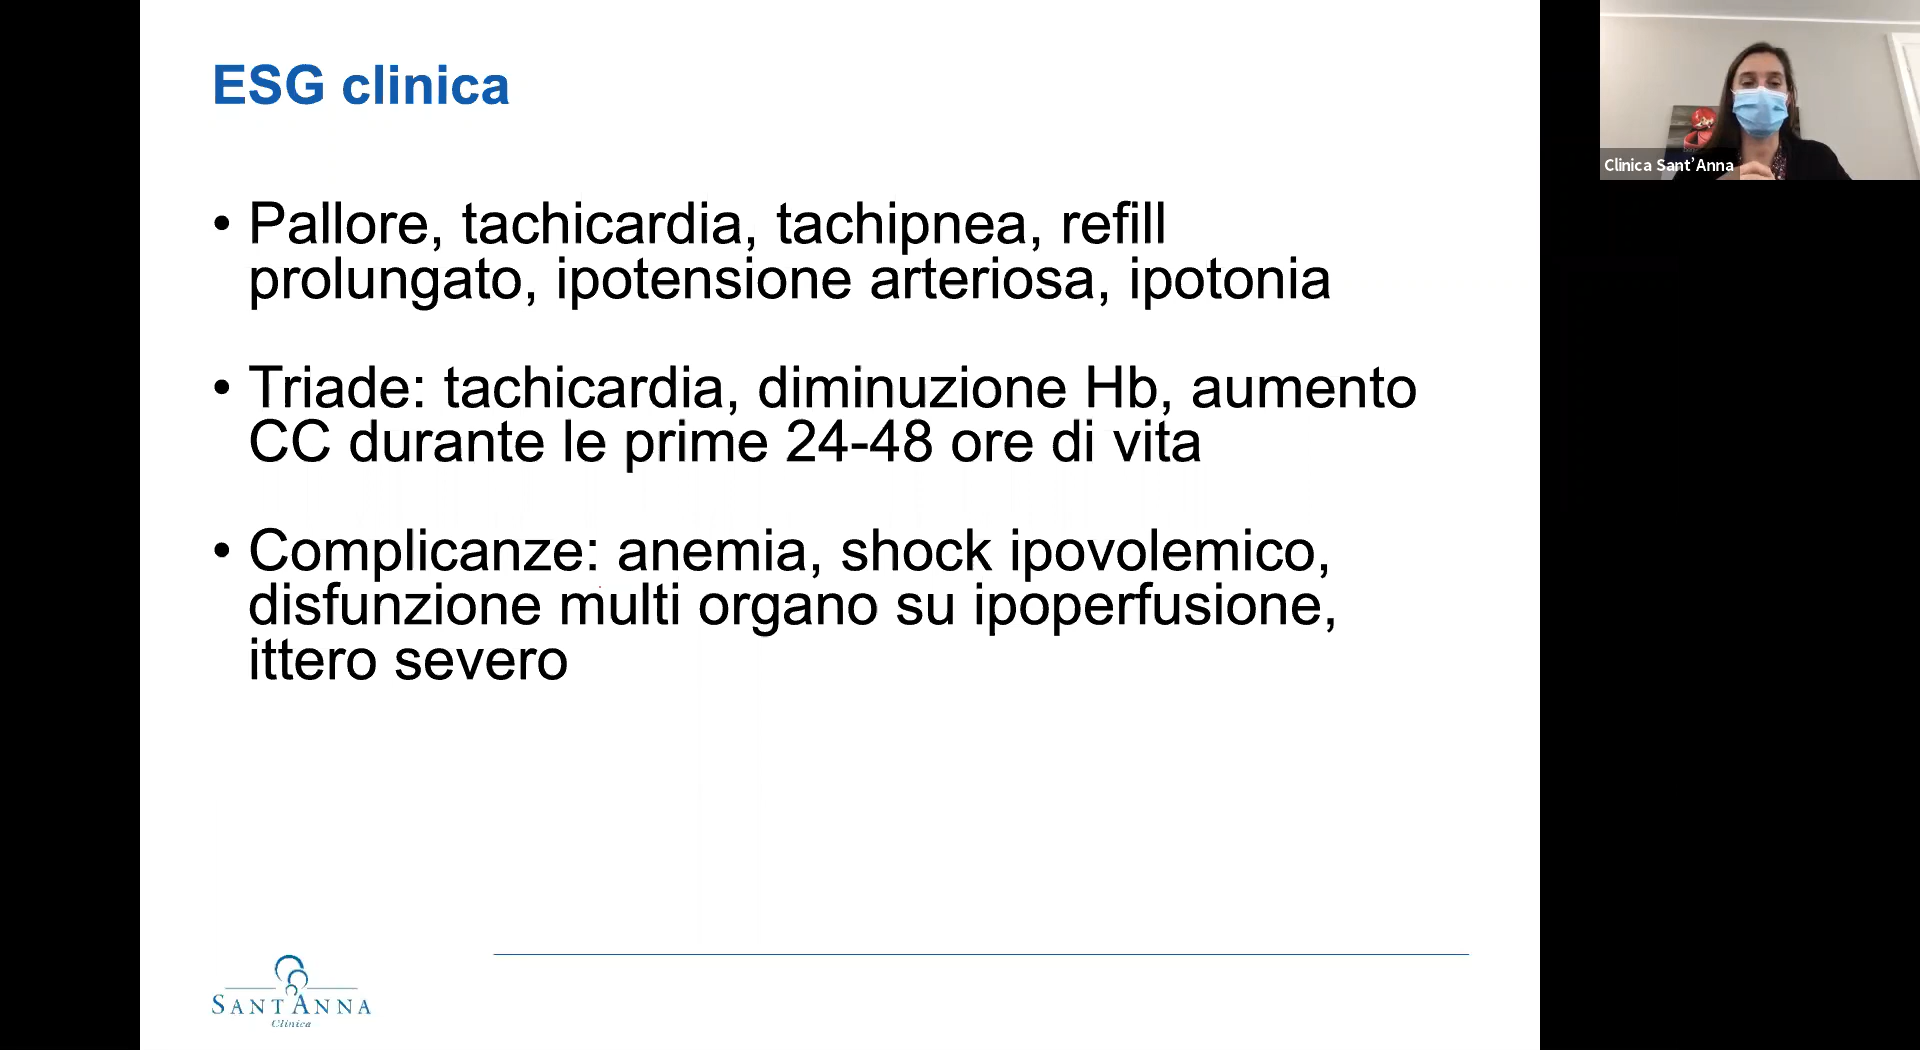 ESG clinica
• Pallore, tachicardia, tachipnea, refill
prolungato, ipotensione arteriosa, ipotonia
• Triade: tachicardia, diminuzione Hb, aumento
CC durante le prime 24-48 ore di vita
• Complicanze: anemia, shock ipovolemico,
disfunzione multi organo su ipoperfusione,
ittero severo
SANT'ANNA
Clinica
Clinica Sant'Anna